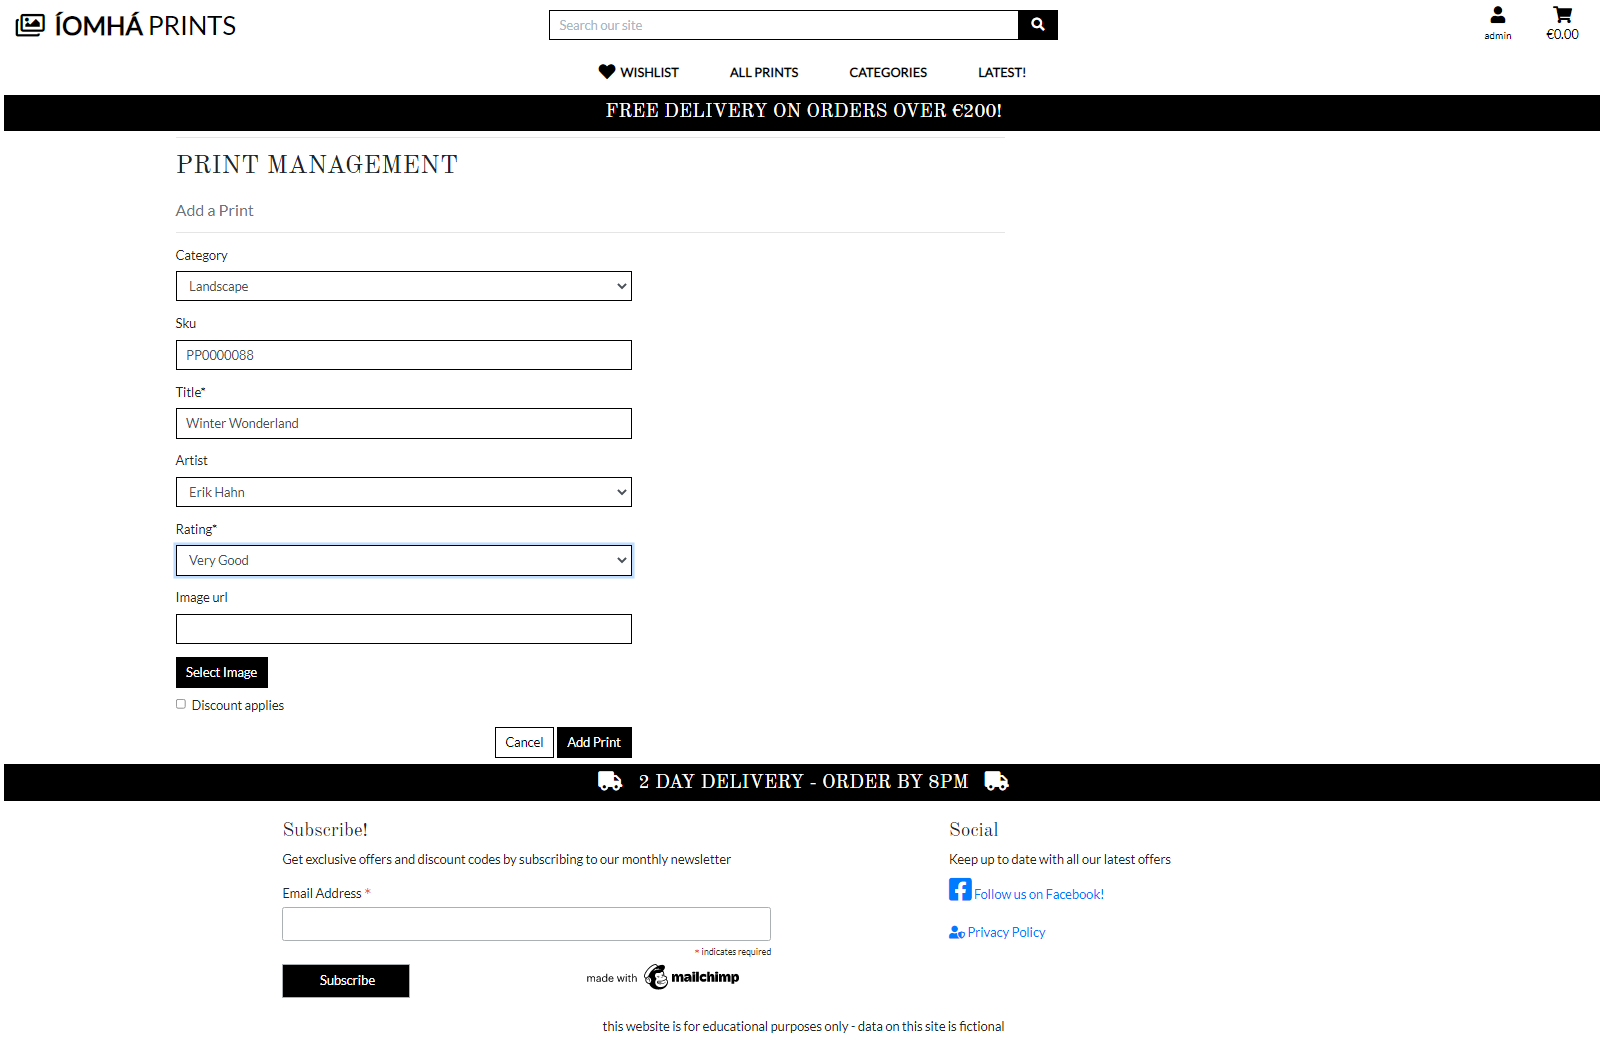 ÍOMHÁ PRINTS
Search our site
admin
€0.00
WISHLIST
ALL PRINTS
CATEGORIES
LATEST!
FREE DELIVERY ON ORDERS OVER €200!
PRINT MANAGEMENT
Add a Print
Category
Landscape
Sku
PP0000088
Title*
Winter Wonderland
Artist
Erik Hahn
Rating*
Very Good
Image url
Select Image
Discount applies
Cancel
Add Print
2 DAY DELIVERY - ORDER BY 8PM
Subscribe!
Get exclusive offers and discount codes by subscribing to our monthly newsletter
Email Address *
* indicates required
Subscribe
made with mailchimp
Social
Keep up to date with all our latest offers
Follow us on Facebook!
Privacy Policy
this website is for educational purposes only - data on this site is fictional